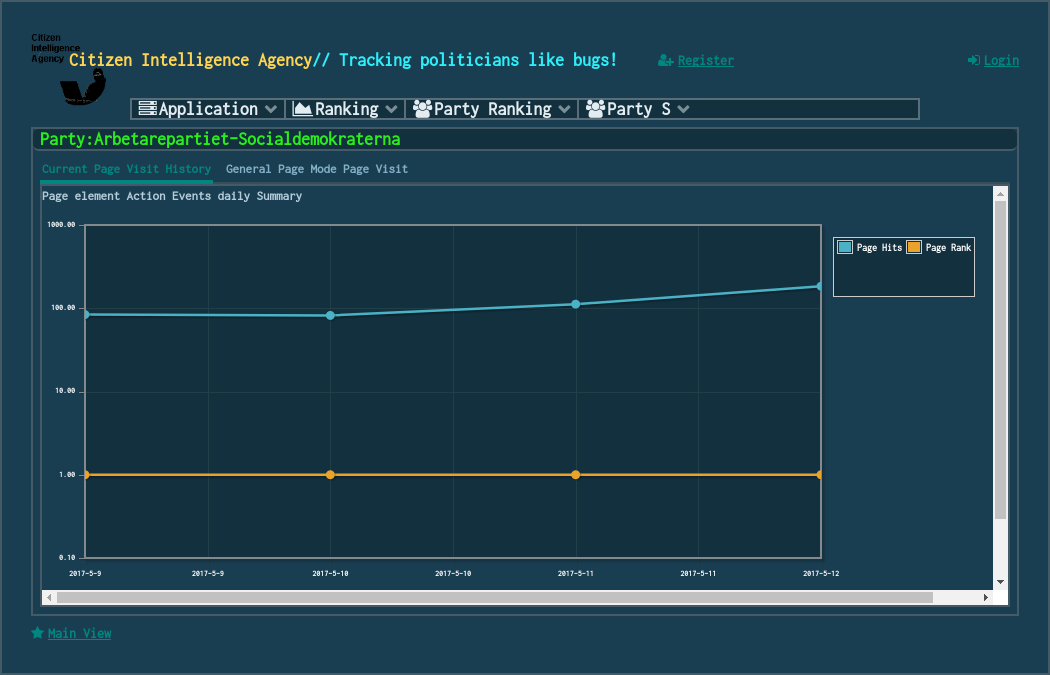 Citizen
Intelligence
Agency
Citizen Intelligence Agency// Tracking politicians like bugs!
Register
Login
Application
Ranking
Party Ranking
Party S
Party:Arbetarepartiet-Socialdemokraterna
Current Page Visit History
General Page Mode Page Visit
Page element Action Events daily Summary
1000.00
100.00
10.00
1.00
0.10
2017-5-9
2017-5-9
2017-5-10
2017-5-10
2017-5-11
2017-5-11
2017-5-12
Page Hits
Page Rank
Main View